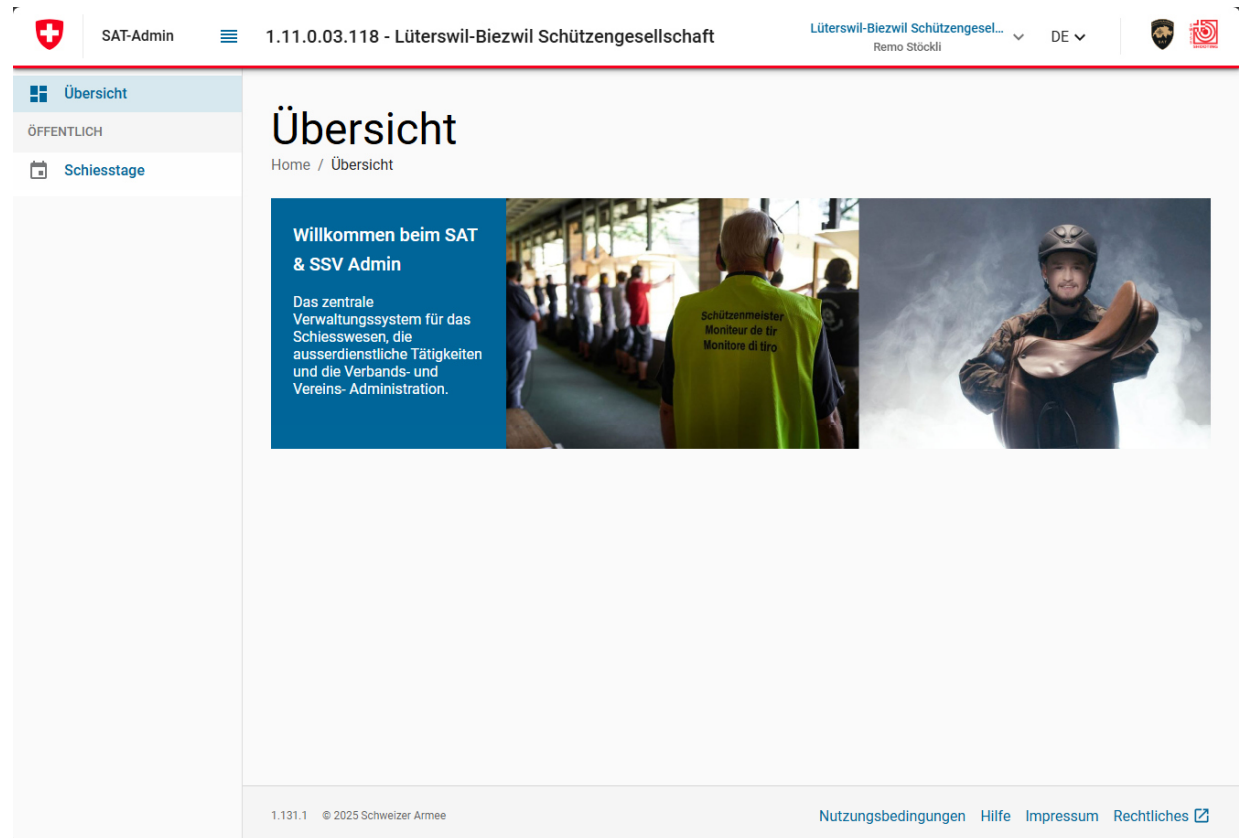 SAT-Admin
1.11.0.03.118 - Lüterswil-Biezwil Schützengesellschaft
Lüterswil-Biezwil Schützengesel...
Remo Stöckli
DE
Übersicht
ÖFFENTLICH
Schiesstage
Übersicht
Home / Übersicht
Willkommen beim SAT
& SSV Admin
Das zentrale
Verwaltungssystem für das
Schiesswesen, die
ausserdienstliche Tätigkeiten
und die Verbands- und
Vereins- Administration.
Schützenmeister
Moniteur de tir
Monitore di tiro
1.131.1 © 2025 Schweizer Armee
Nutzungsbedingungen Hilfe Impressum Rechtliches